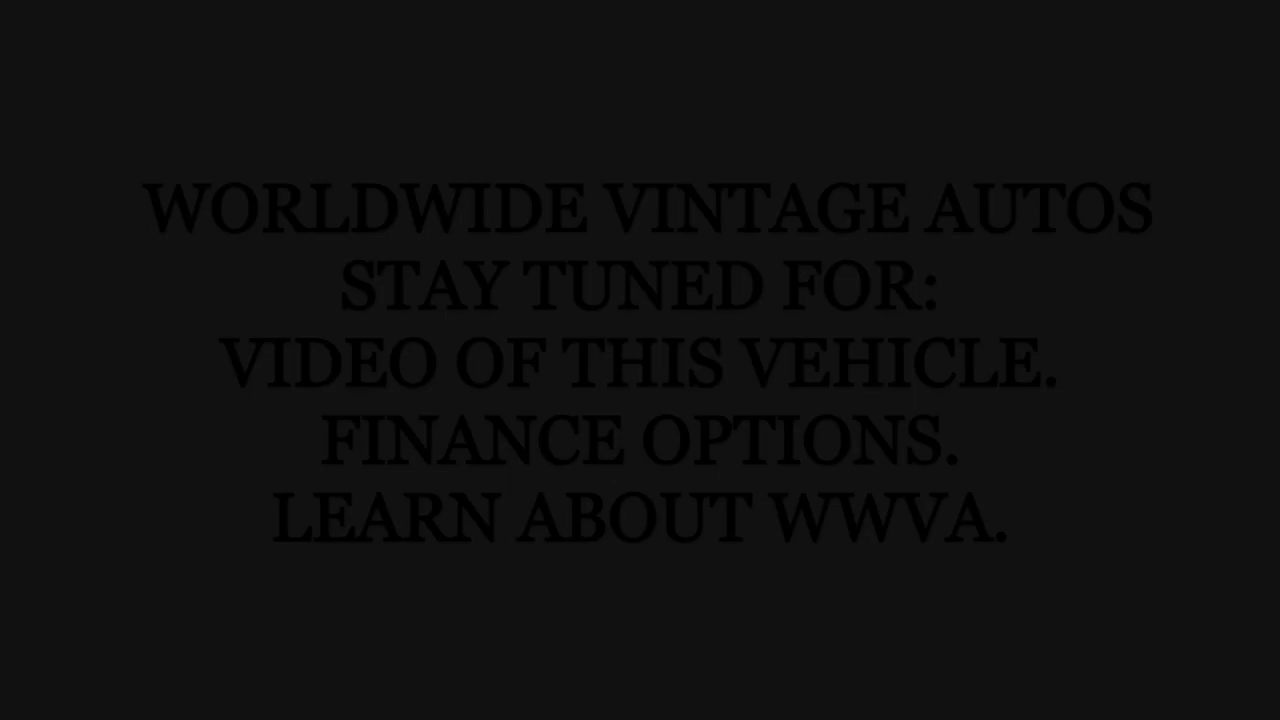 WORLDWIDE VINTAGE AUTOS
STAY TUNED FOR:
VIDEO OF THIS VEHICLE.
FINANCE OPTIONS.
LEARN ABOUT WWVA.